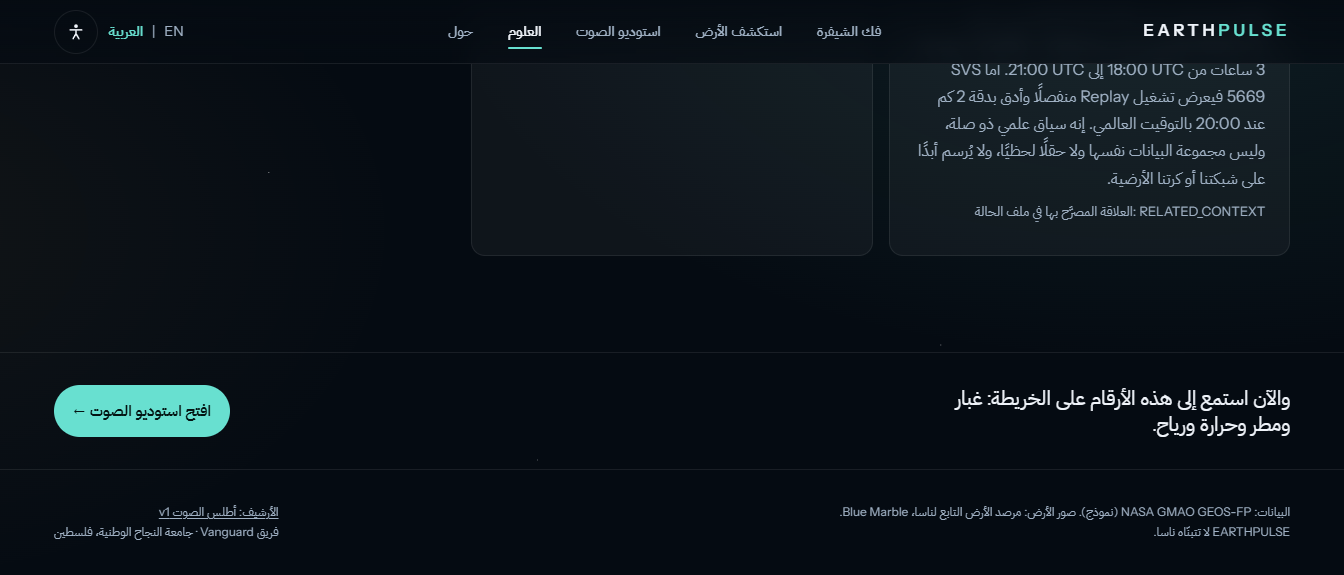 EARTHPULSE
فك الشيفرة
استكشف الأرض
استوديو الصوت
العلوم
حول
العربية | EN
3 ساعات من 18:00 UTC إلى 21:00 UTC. أما SVS
5669 فيعرض تشغيل Replay منفصلًا وأدق بدقة 2 كم
عند 20:00 بالتوقيت العالمي. إنه سياق علمي ذو صلة،
وليس مجموعة البيانات نفسها ولا حقلًا لحظيًا، ولا يُرسم أبدًا
على شبكتنا أو كرتنا الأرضية.
العلاقة المصرَّح بها في ملف الحالة: RELATED_CONTEXT
والآن استمع إلى هذه الأرقام على الخريطة: غبار
ومطر وحرارة ورياح.
افتح استوديو الصوت ←
البيانات: NASA GMAO GEOS-FP (نموذج). صور الأرض: مرصد الأرض التابع لناسا، Blue Marble.
EARTHPULSE لا تتبنّاه ناسا.
الأرشيف: أطلس الصوت v1
فريق Vanguard · جامعة النجاح الوطنية، فلسطين